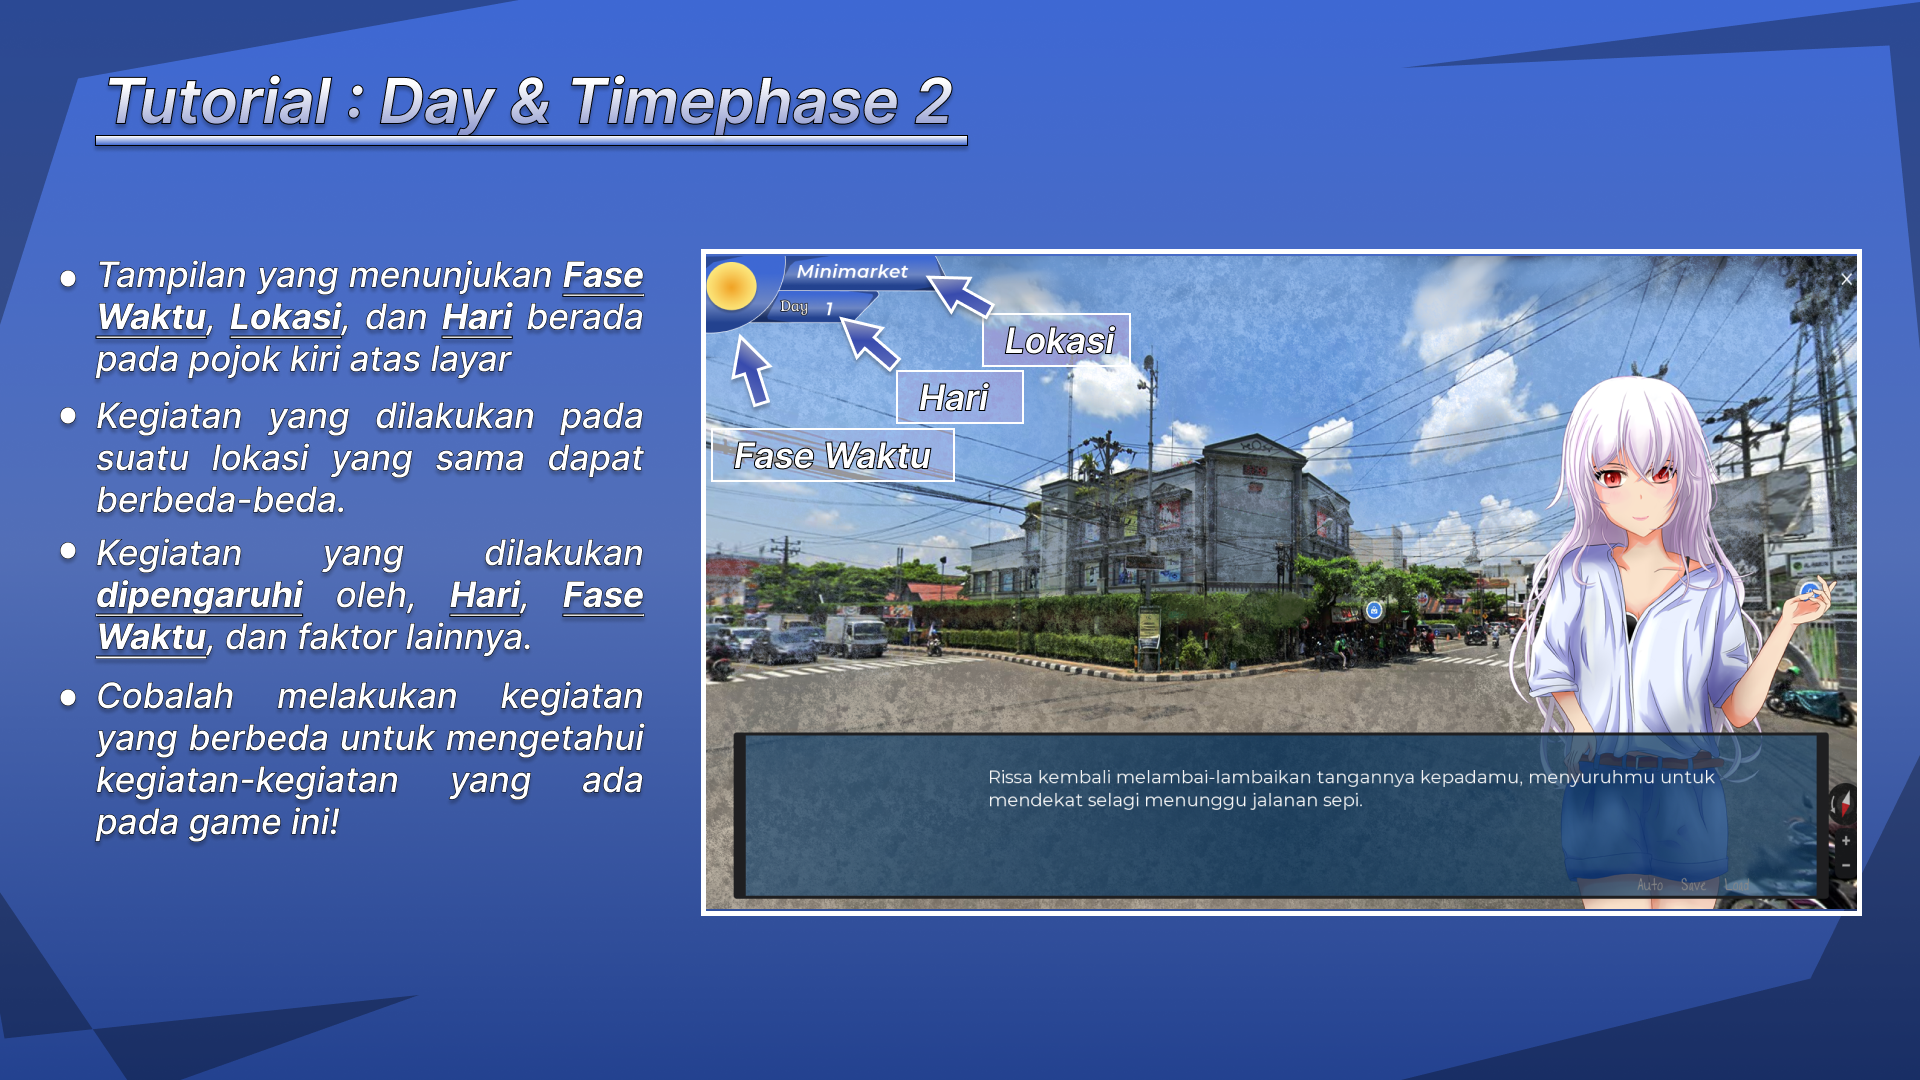 Tutorial : Day & Timephase 2
Tampilan yang menunjukan Fase
Waktu, Lokasi, dan Hari berada
pada pojok kiri atas layar
Kegiatan yang dilakukan pada
suatu lokasi yang sama dapat
berbeda-beda.
Kegiatan yang dilakukan
dipengaruhi oleh, Hari, Fase
Waktu, dan faktor lainnya.
Cobalah melakukan kegiatan
yang berbeda untuk mengetahui
kegiatan-kegiatan yang ada
pada game ini!
Minimarket
Day 1
Lokasi
Hari
Fase Waktu
Rissa kembali melambai-lambaikan tangannya kepadamu, menyuruhmu untuk
mendekat selagi menunggu jalanan sepi.
Auto Save Load